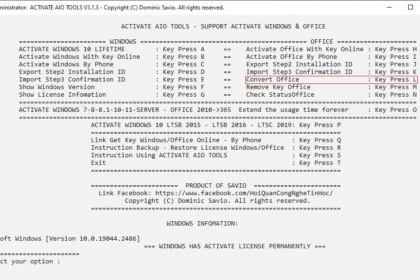 ministrator: ACTIVATE AIO TOOLS V3.1.3 - Copyright (C) Dominic Savio. All rights reserved.
ACTIVATE AIO TOOLS - SUPPORT ACTIVATE WINDOWS & OFFICE
WINDOWS OFFICE
ACTIVATE WINDOWS 10 LIFETIME : Key Press A == Activate Office With Key Online : Key Press H
Activate Windows With Key Online : Key Press B == Activate Office By Phone : Key Press I
Activate Windows By Phone : Key Press C == Export Step2 Installation ID : Key Press J
Export Step2 Installation ID : Key Press D == Import Step3 Confirmation ID : Key Press K
Import Step3 Confirmation ID : Key Press E == Convert Office : Key Press L
Show Windows Version : Key Press F == Remove Key Office : Key Press M
Show License Infomation : Key Press G == Check StatusOffice : Key Press N
ACTIVATE WINDOWS 7-8-8.1-10-11-SERVER - OFFICE 2010->365 Extend the usage time forever : Key Press O
ACTIVATE WINDOWS 10 LTSB 2015 - LTSB 2016 - LTSC 2019: Key Press P
Link Get Key Windows/Office Online - By Phone : Key Press Q
Instruction Backup - Restore License Windows/Office: Key Press R
Instruction Using ACTIVATE AIO TOOLS : Key Press S
Exit : Key Press T
PRODUCT OF SAVIO
Link Facebook: https://www.facebook.com/HoiQuanCongNgheTinHoc/
Copyright (C) Dominic Savio. All rights reserved.
WINDOWS INFOMATION:
oft Windows [Version 10.0.19044.2486]
=== WINDOWS HAS ACTIVATE LICENSE PERMANENTLY ===
ct your option :